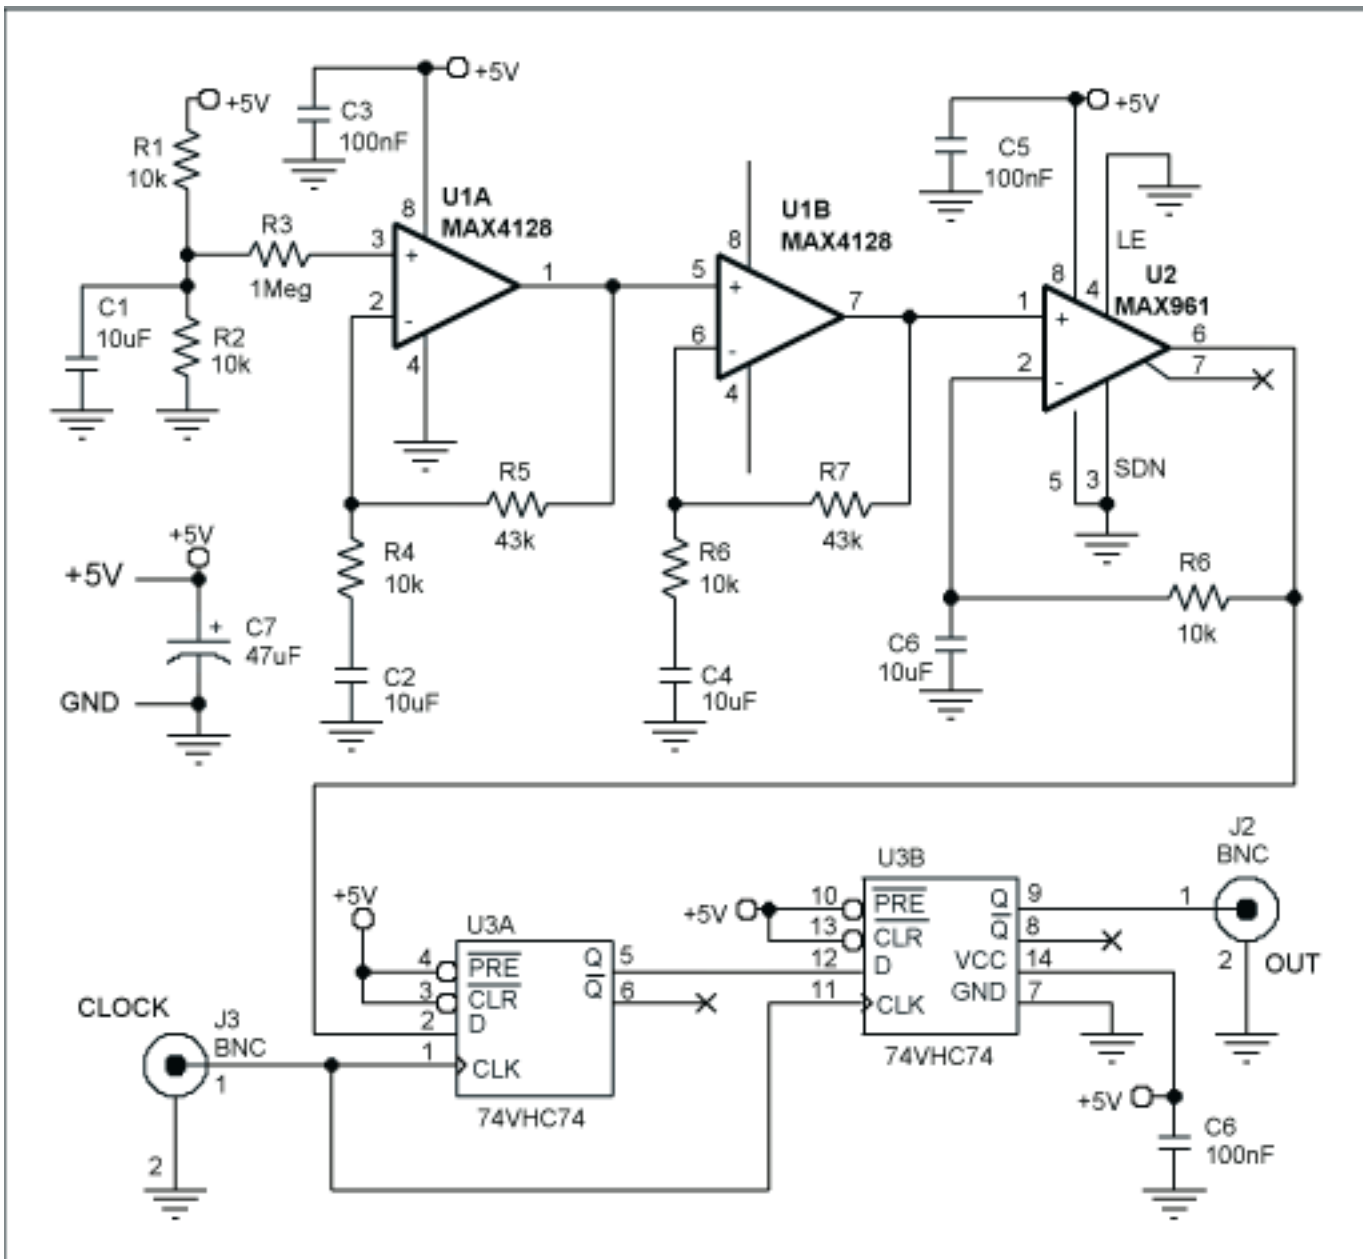 +5V
R1
10k
C3
100nF
+5V
R3
1Meg
C1
10uF
R2
10k
U1A
MAX4128
8
3
+
2
-
1
4
R5
43k
R4
10k
C2
10uF
U1B
MAX4128
8
5
+
6
-
7
4
R7
43k
R6
10k
C4
10uF
+5V
C5
100nF
LE
U2
MAX961
8
4
1
+
2
-
6
7
5
3
SDN
R6
10k
C6
10uF
+5V
+5V
+
C7
47uF
GND
+5V
U3A
4
PRE
3
CLR
2
D
1
CLK
Q
5
Q
6
74VHC74
CLOCK
J3
BNC
1
2
+5V
U3B
10
PRE
13
CLR
12
D
11
CLK
Q
9
Q
8
VCC
14
GND
7
74VHC74
J2
BNC
1
2
OUT
+5V
C6
100nF